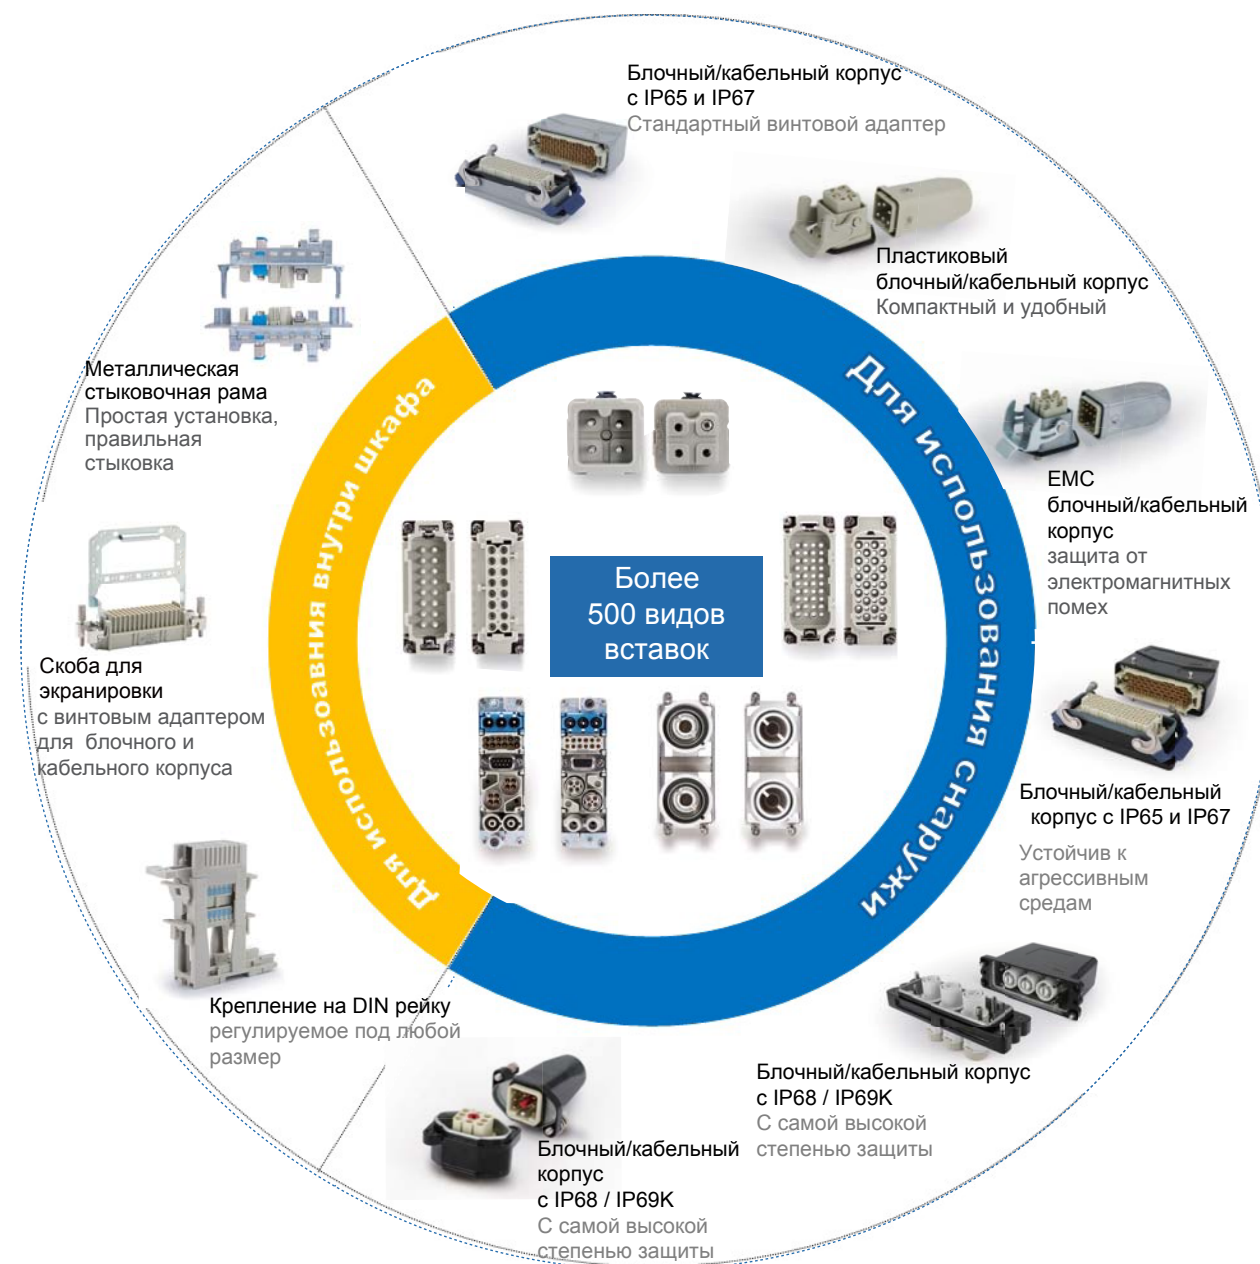 Блочный/кабельный корпус
с IP65 и IP67
Стандартный винтовой адаптер
Пластиковый
блочный/кабельный корпус
Компактный и удобный
EMC
блочный/кабельный
корпус
защита от
электромагнитных
помех
Блочный/кабельный
корпус с IP65 и IP67
Устойчив к
агрессивным
средам
Блочный/кабельный корпус
с IP68 / IP69K
С самой высокой
степенью защиты
Блочный/кабельный
корпус
с IP68 / IP69K
С самой высокой
степенью защиты
Крепление на DIN рейку
регулируемое под любой
размер
Скоба для
экранировки
с винтовым адаптером
для блочного и
кабельного корпуса
Металлическая
стыковочная рама
Простая установка,
правильная
стыковка
Для использоавния внутри шкафа
Для использования снаружи
Более
500 видов
вставок